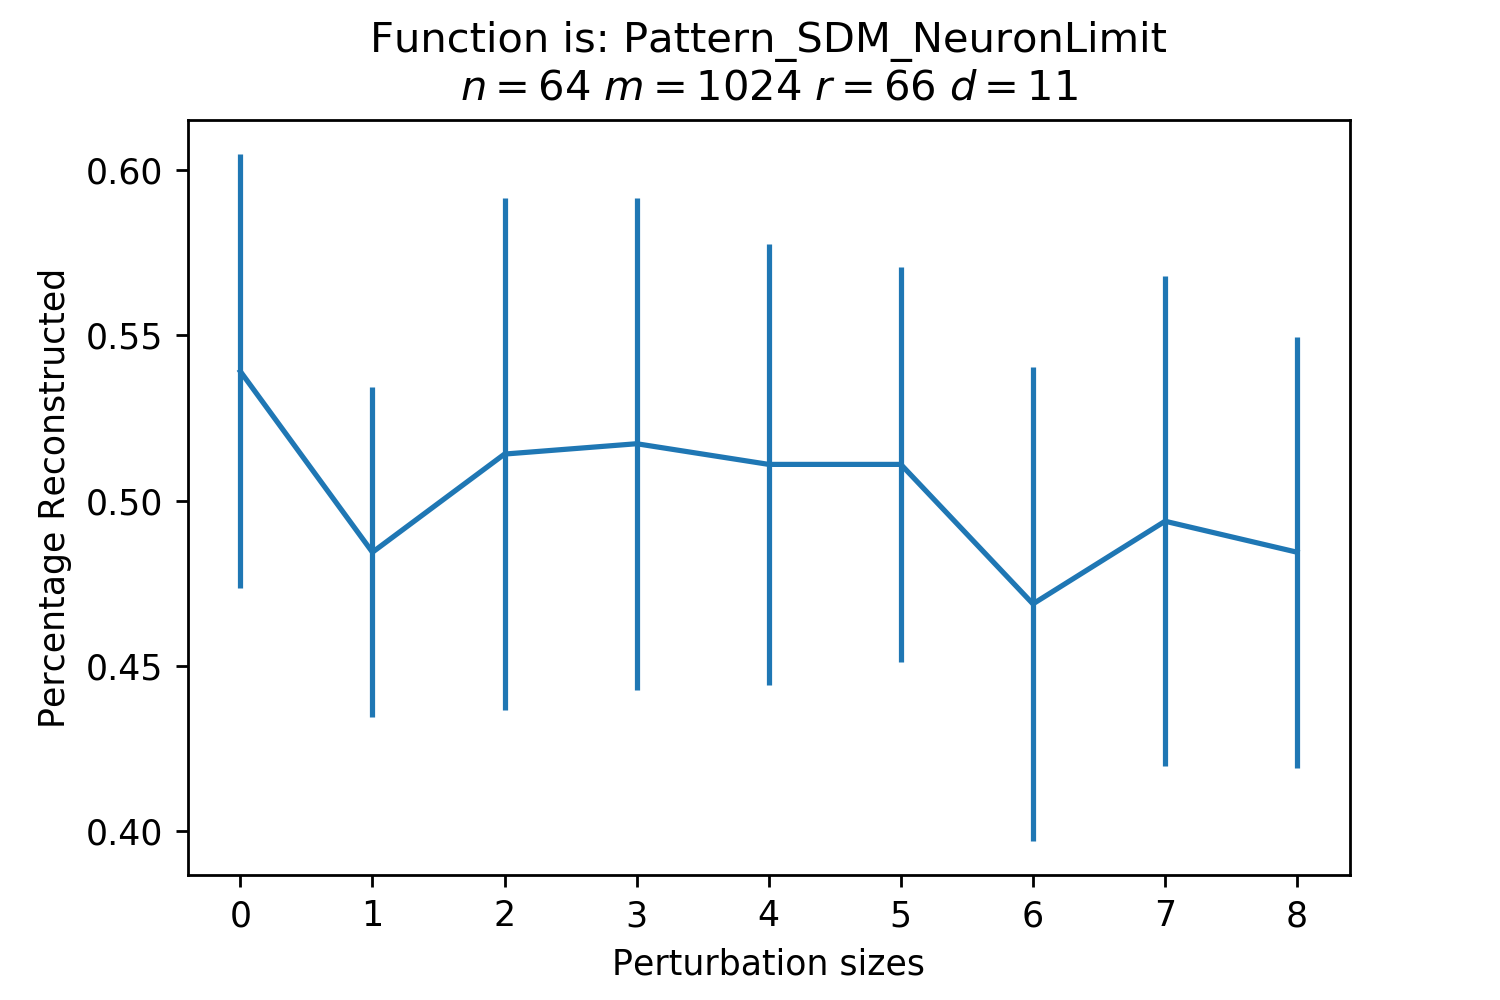 Function is: Pattern_SDM_NeuronLimit
n = 64 m = 1024 r = 66 d = 11
Percentage Reconstructed
0.60
0.55
0.50
0.45
0.40
0 1 2 3 4 5 6 7 8
Perturbation sizes